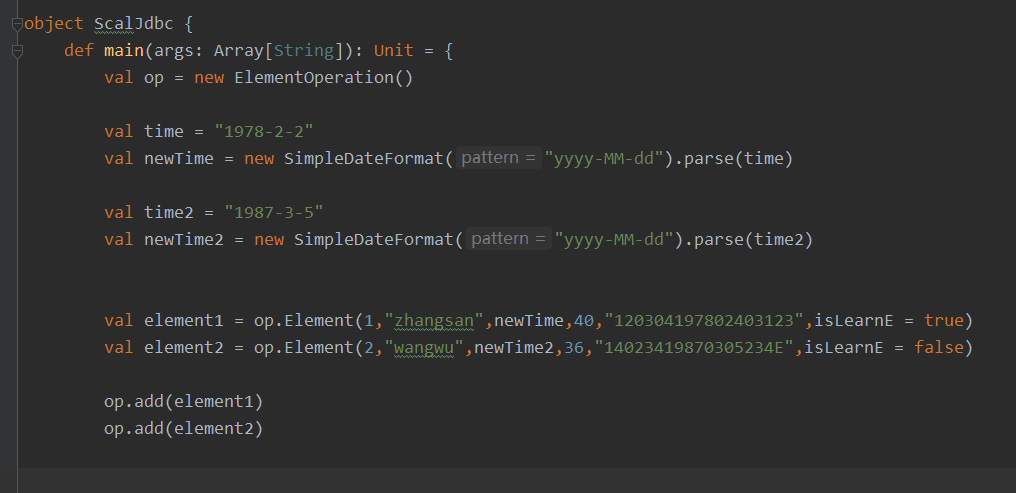 object ScalJdbc {
def main(args: Array[String]): Unit = {
val op = new ElementOperation()
val time = "1978-2-2"
val newTime = new SimpleDateFormat( pattern = "yyyy-MM-dd").parse(time)
val time2 = "1987-3-5"
val newTime2 = new SimpleDateFormat( pattern = "yyyy-MM-dd").parse(time2)
val element1 = op.Element(1,"zhangsan",newTime,40,"120304197802403123",isLearnE = true)
val element2 = op.Element(2,"wangwu",newTime2,36,"14023419870305234E",isLearnE = false)
op.add(element1)
op.add(element2)